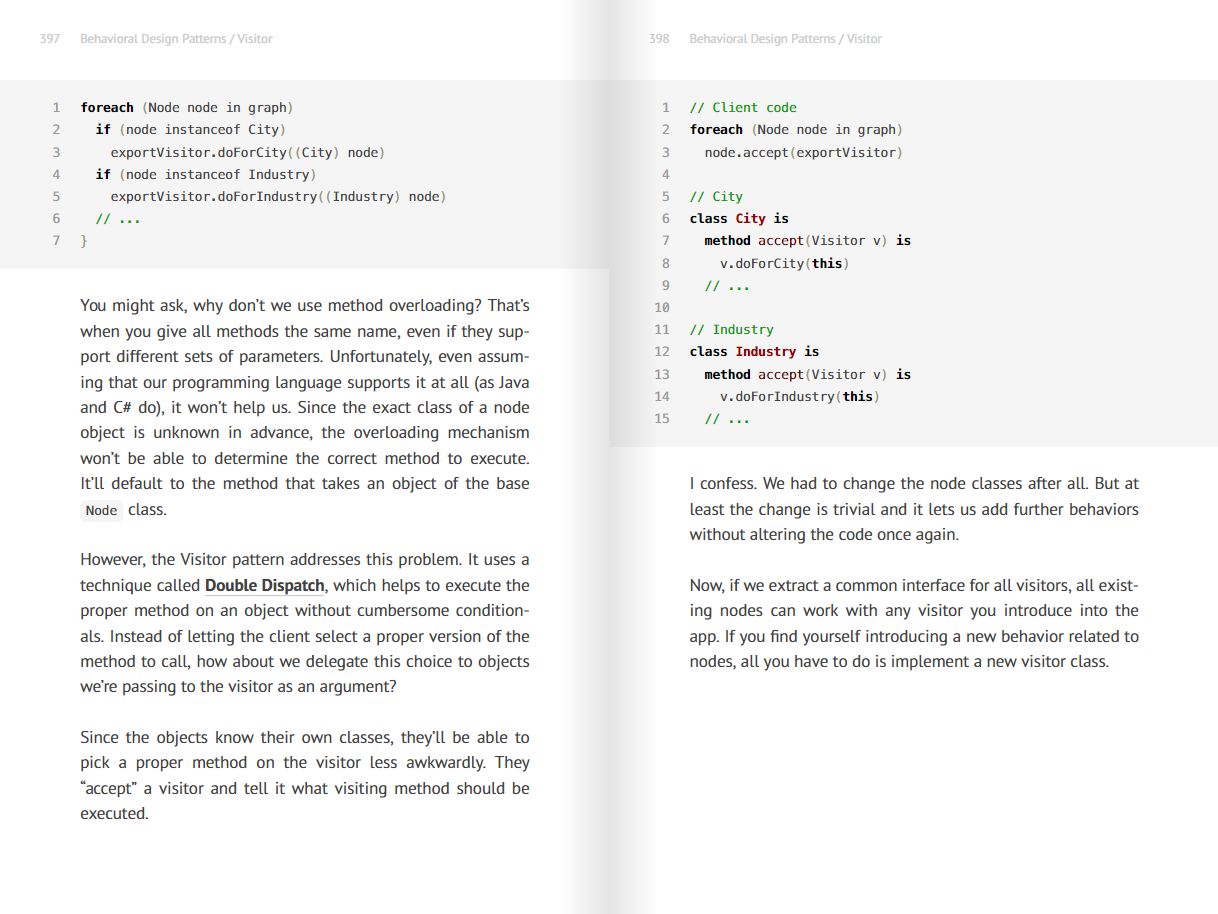 397 Behavioral Design Patterns / Visitor
1 foreach (Node node in graph)
2 if (node instanceof City)
3 exportVisitor.doForCity((City) node)
4 if (node instanceof Industry)
5 exportVisitor.doForIndustry((Industry) node)
6 // ...
7 }
You might ask, why don’t we use method overloading? That’s
when you give all methods the same name, even if they sup-
port different sets of parameters. Unfortunately, even assum-
ing that our programming language supports it at all (as Java
and C# do), it won’t help us. Since the exact class of a node
object is unknown in advance, the overloading mechanism
won’t be able to determine the correct method to execute.
It’ll default to the method that takes an object of the base
Node class.
However, the Visitor pattern addresses this problem. It uses a
technique called Double Dispatch, which helps to execute the
proper method on an object without cumbersome condition-
als. Instead of letting the client select a proper version of the
method to call, how about we delegate this choice to objects
we’re passing to the visitor as an argument?
Since the objects know their own classes, they’ll be able to
pick a proper method on the visitor less awkwardly. They
“accept” a visitor and tell it what visiting method should be
executed.
398 Behavioral Design Patterns / Visitor
1 // Client code
2 foreach (Node node in graph)
3 node.accept(exportVisitor)
4
5 // City
6 class City is
7 method accept(Visitor v) is
8 v.doForCity(this)
9 // ...
10
11 // Industry
12 class Industry is
13 method accept(Visitor v) is
14 v.doForIndustry(this)
15 // ...
I confess. We had to change the node classes after all. But at
least the change is trivial and it lets us add further behaviors
without altering the code once again.
Now, if we extract a common interface for all visitors, all exist-
ing nodes can work with any visitor you introduce into the
app. If you find yourself introducing a new behavior related to
nodes, all you have to do is implement a new visitor class.